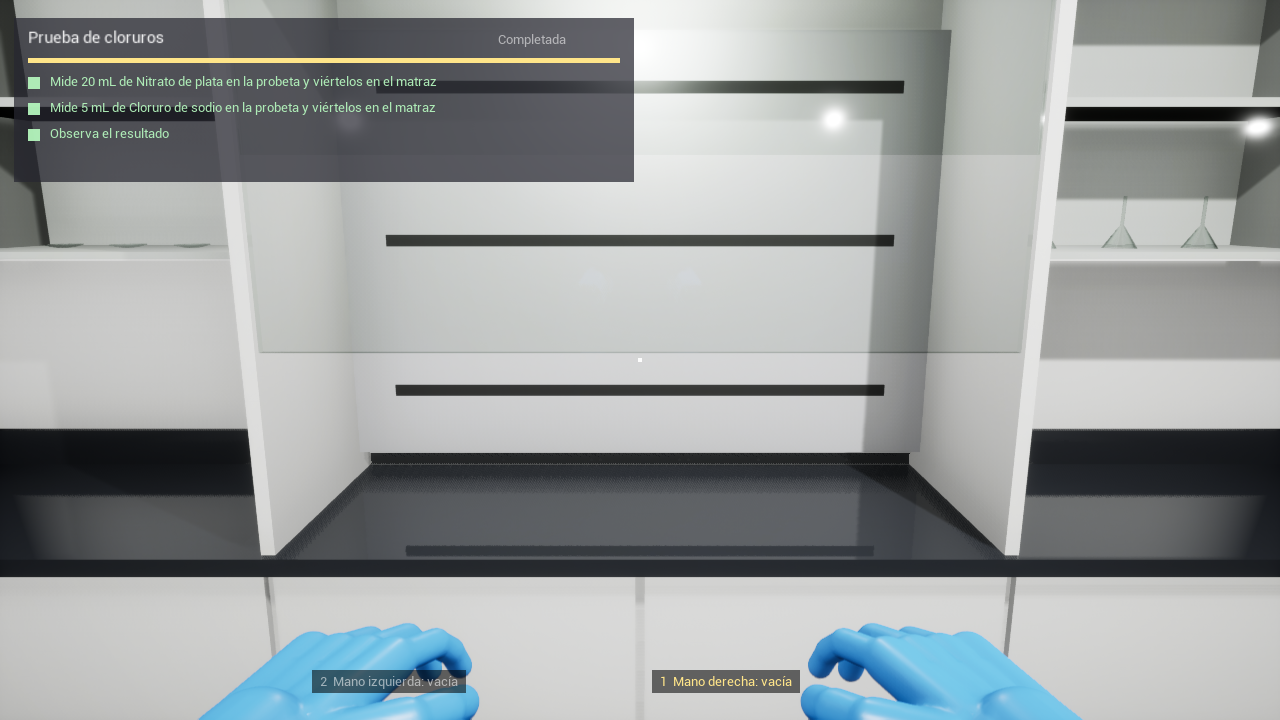 Prueba de cloruros
Completada
Mide 20 mL de Nitrato de plata en la probeta y viértelos en el matraz
Mide 5 mL de Cloruro de sodio en la probeta y viértelos en el matraz
Observa el resultado
2 Mano izquierda: vacía
1 Mano derecha: vacía